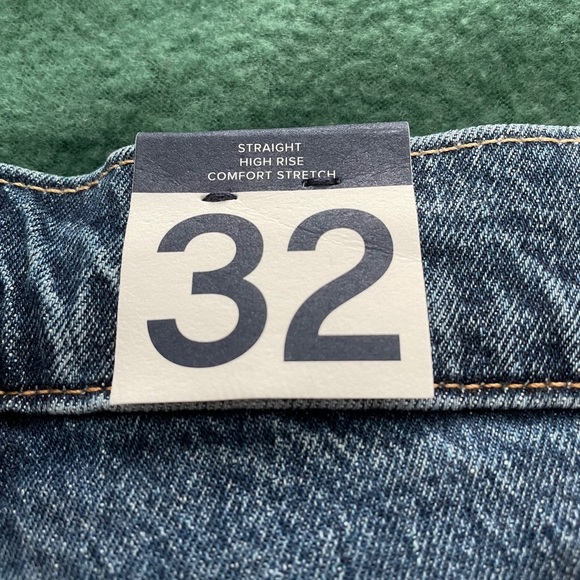 STRAIGHT
HIGH RISE
COMFORT STRETCH
32